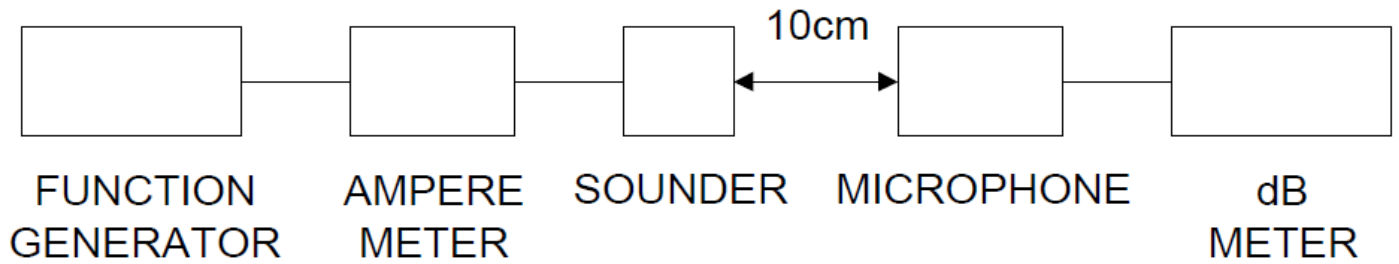 10cm
FUNCTION
GENERATOR
AMPERE
METER
SOUNDER
MICROPHONE
dB
METER